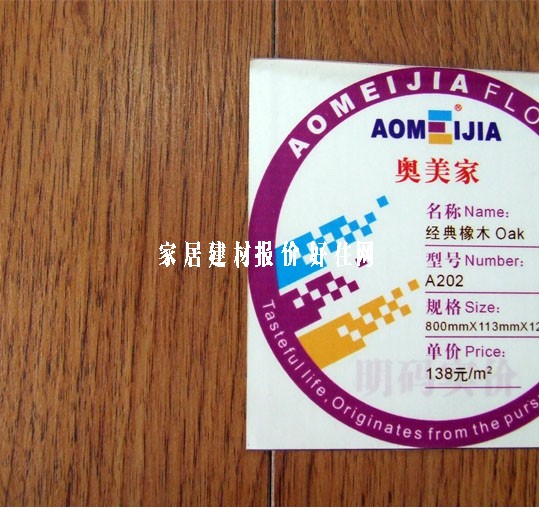 AOMEIJIA FLO
AOMEIJIA®
奥美家
名称 Name:
经典橡木 Oak
型号 Number:
A202
规格 Size:
800mmX113mmX12
单价 Price:
138元/m²
明码实价
Tasteful life, Originates from the purs
家居建材报价 好住网